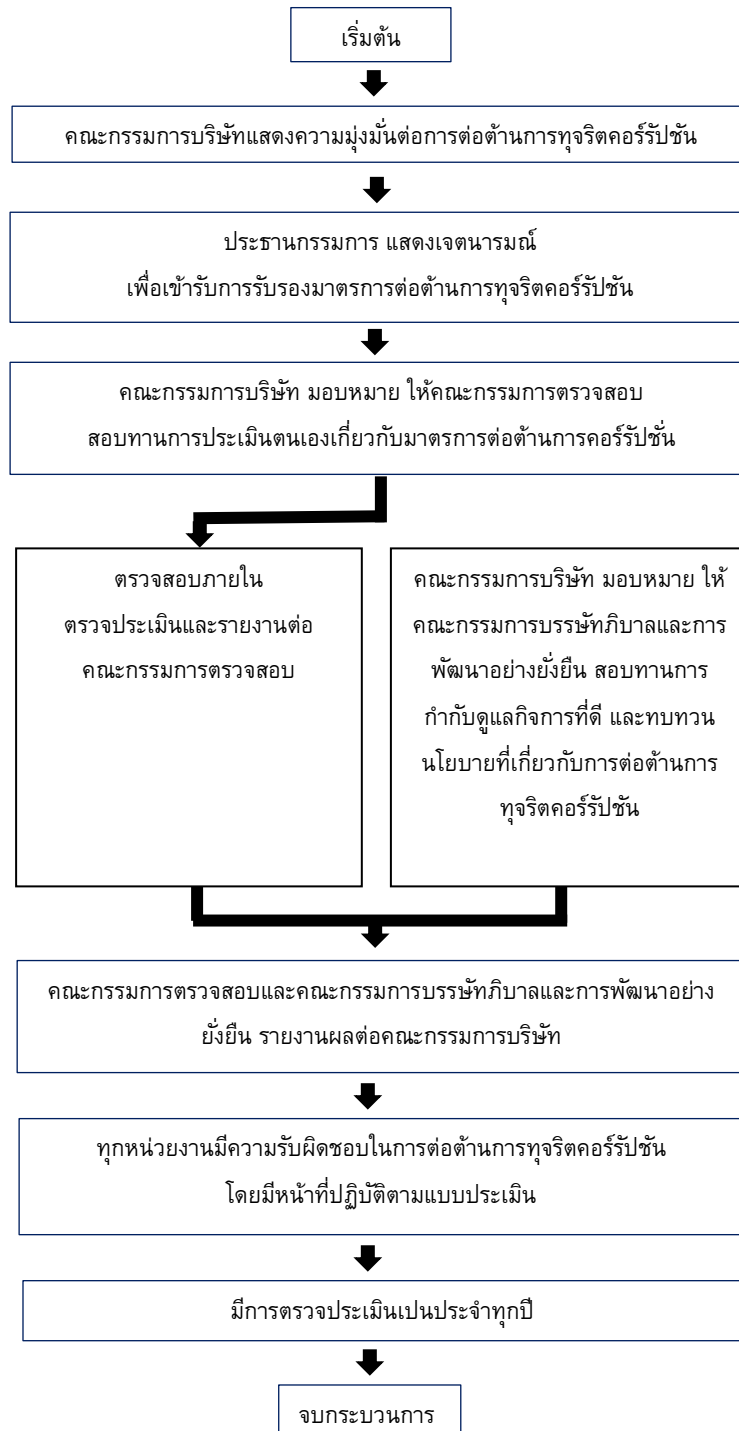 เริ่มต้น
คณะกรรมการบริษัทแสดงความมุ่งมั่นต่อการต่อต้านการทุจริตคอร์รัปชัน
ประธานกรรมการ แสดงเจตนารมณ์
เพื่อเข้ารับการรับรองมาตรการต่อต้านการทุจริตคอร์รัปชัน
คณะกรรมการบริษัท มอบหมาย ให้คณะกรรมการตรวจสอบ
สอบทานการประเมินตนเองเกี่ยวกับมาตรการต่อต้านการคอร์รัปชั่น
ตรวจสอบภายใน
ตรวจประเมินและรายงานต่อ
คณะกรรมการตรวจสอบ
คณะกรรมการบริษัท มอบหมาย ให้
คณะกรรมการบรรษัทภิบาลและการ
พัฒนาอย่างยั่งยืน สอบทานการ
กำกับดูแลกิจการที่ดี และทบทวน
นโยบายที่เกี่ยวกับการต่อต้านการ
ทุจริตคอร์รัปชัน
คณะกรรมการตรวจสอบและคณะกรรมการบรรษัทภิบาลและการพัฒนาอย่าง
ยั่งยืน รายงานผลต่อคณะกรรมการบริษัท
ทุกหน่วยงานมีความรับผิดชอบในการต่อต้านการทุจริตคอร์รัปชัน
โดยมีหน้าที่ปฏิบัติตามแบบประเมิน
มีการตรวจประเมินเปนประจำทุกปี
จบกระบวนการ